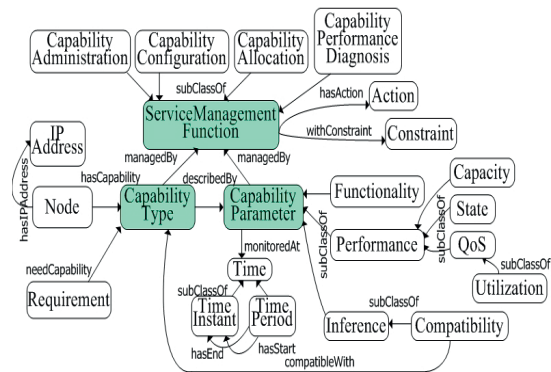 Capability
Administration
Capability
Configuration
Capability
Allocation
Capability
Performance
Diagnosis
subClassOf
hasAction
Action
ServiceManagement
Function
withConstraint
Constraint
IP
Address
managedBy
managedBy
hasIPAddress
hasCapability
describedBy
Node
Capability
Type
Capability
Parameter
Functionality
Capacity
State
subClassOf
Performance
subClassOf
QoS
subClassOf
Utilization
needCapability
Requirement
monitoredAt
Time
subClassOf
Time
Instant
Time
Period
hasEnd
hasStart
Inference
subClassOf
Compatibility
compatibleWith